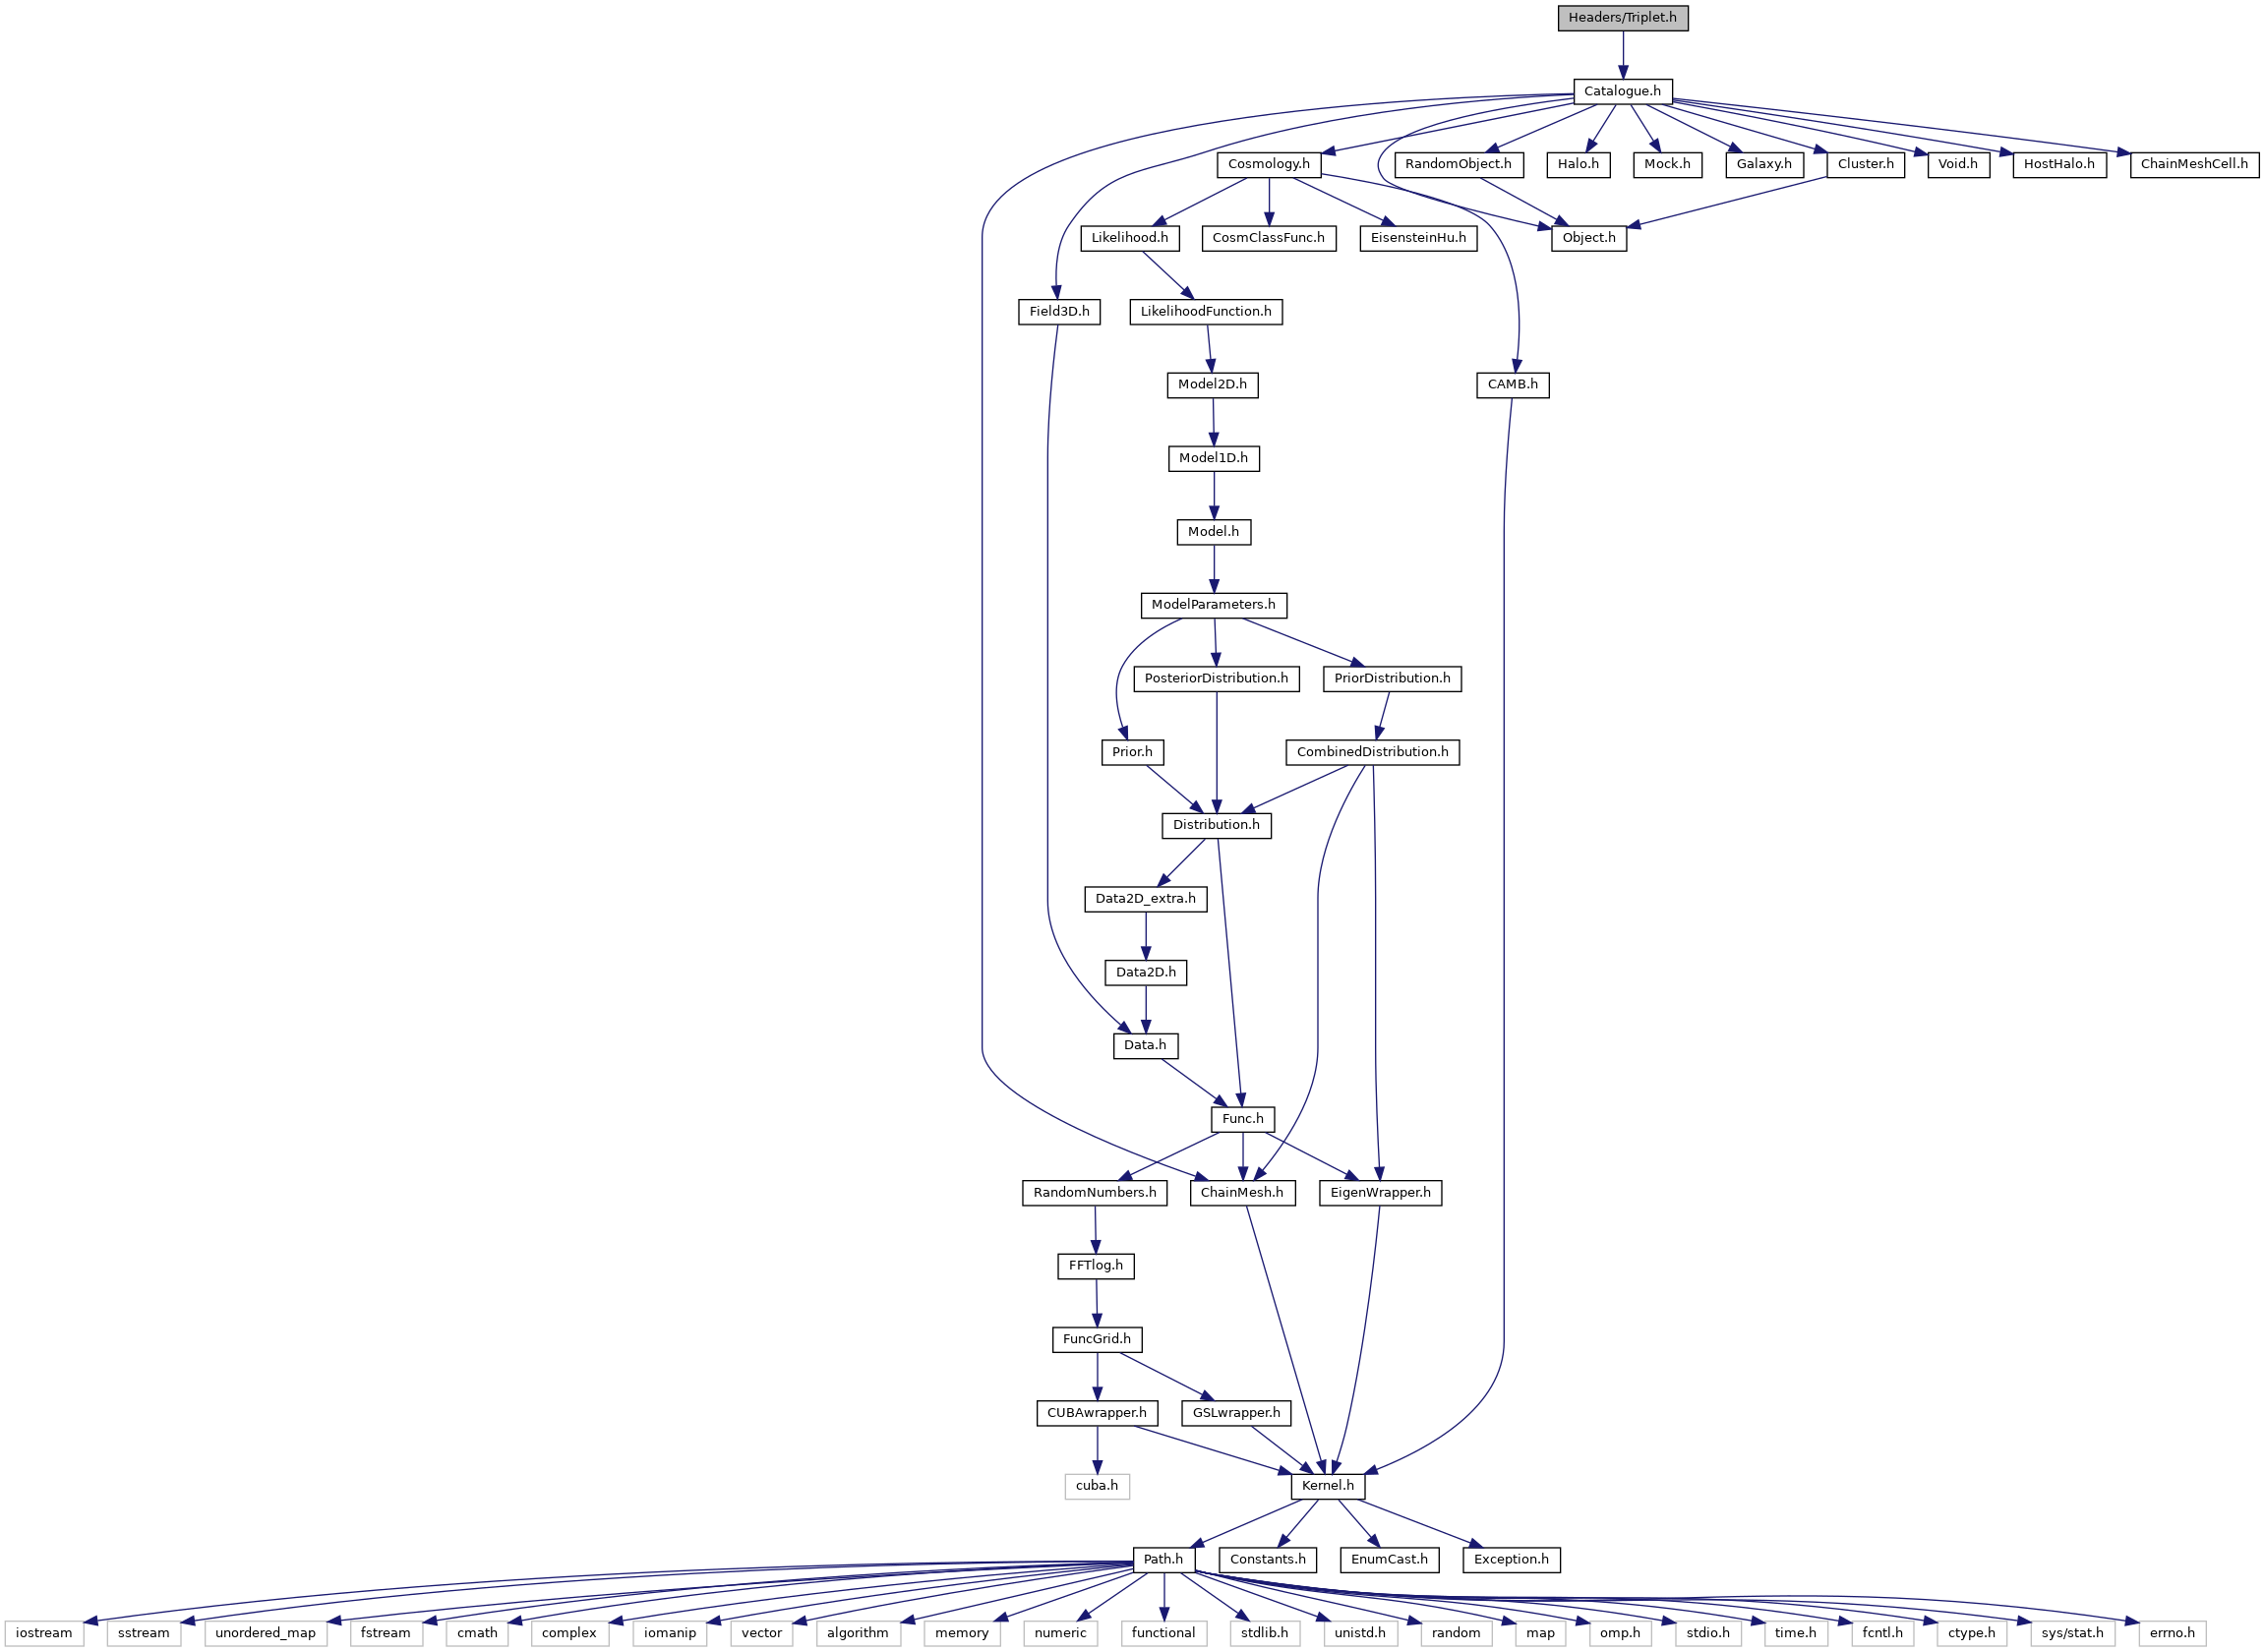 Headers/Triplet.h
Catalogue.h
Cosmology.h
RandomObject.h
Halo.h
Mock.h
Galaxy.h
Cluster.h
Void.h
HostHalo.h
ChainMeshCell.h
Likelihood.h
CosmClassFunc.h
EisensteinHu.h
Object.h
Field3D.h
LikelihoodFunction.h
Model2D.h
CAMB.h
Model1D.h
Model.h
ModelParameters.h
PosteriorDistribution.h
PriorDistribution.h
Prior.h
CombinedDistribution.h
Distribution.h
Data2D_extra.h
Data2D.h
Data.h
Func.h
RandomNumbers.h
ChainMesh.h
EigenWrapper.h
FFTlog.h
FuncGrid.h
CUBAwrapper.h
GSLwrapper.h
cuba.h
Kernel.h
Path.h
Constants.h
EnumCast.h
Exception.h
iostream
sstream
unordered_map
fstream
cmath
complex
iomanip
vector
algorithm
memory
numeric
functional
stdlib.h
unistd.h
random
map
omp.h
stdio.h
time.h
fcntl.h
ctype.h
sys/stat.h
errno.h